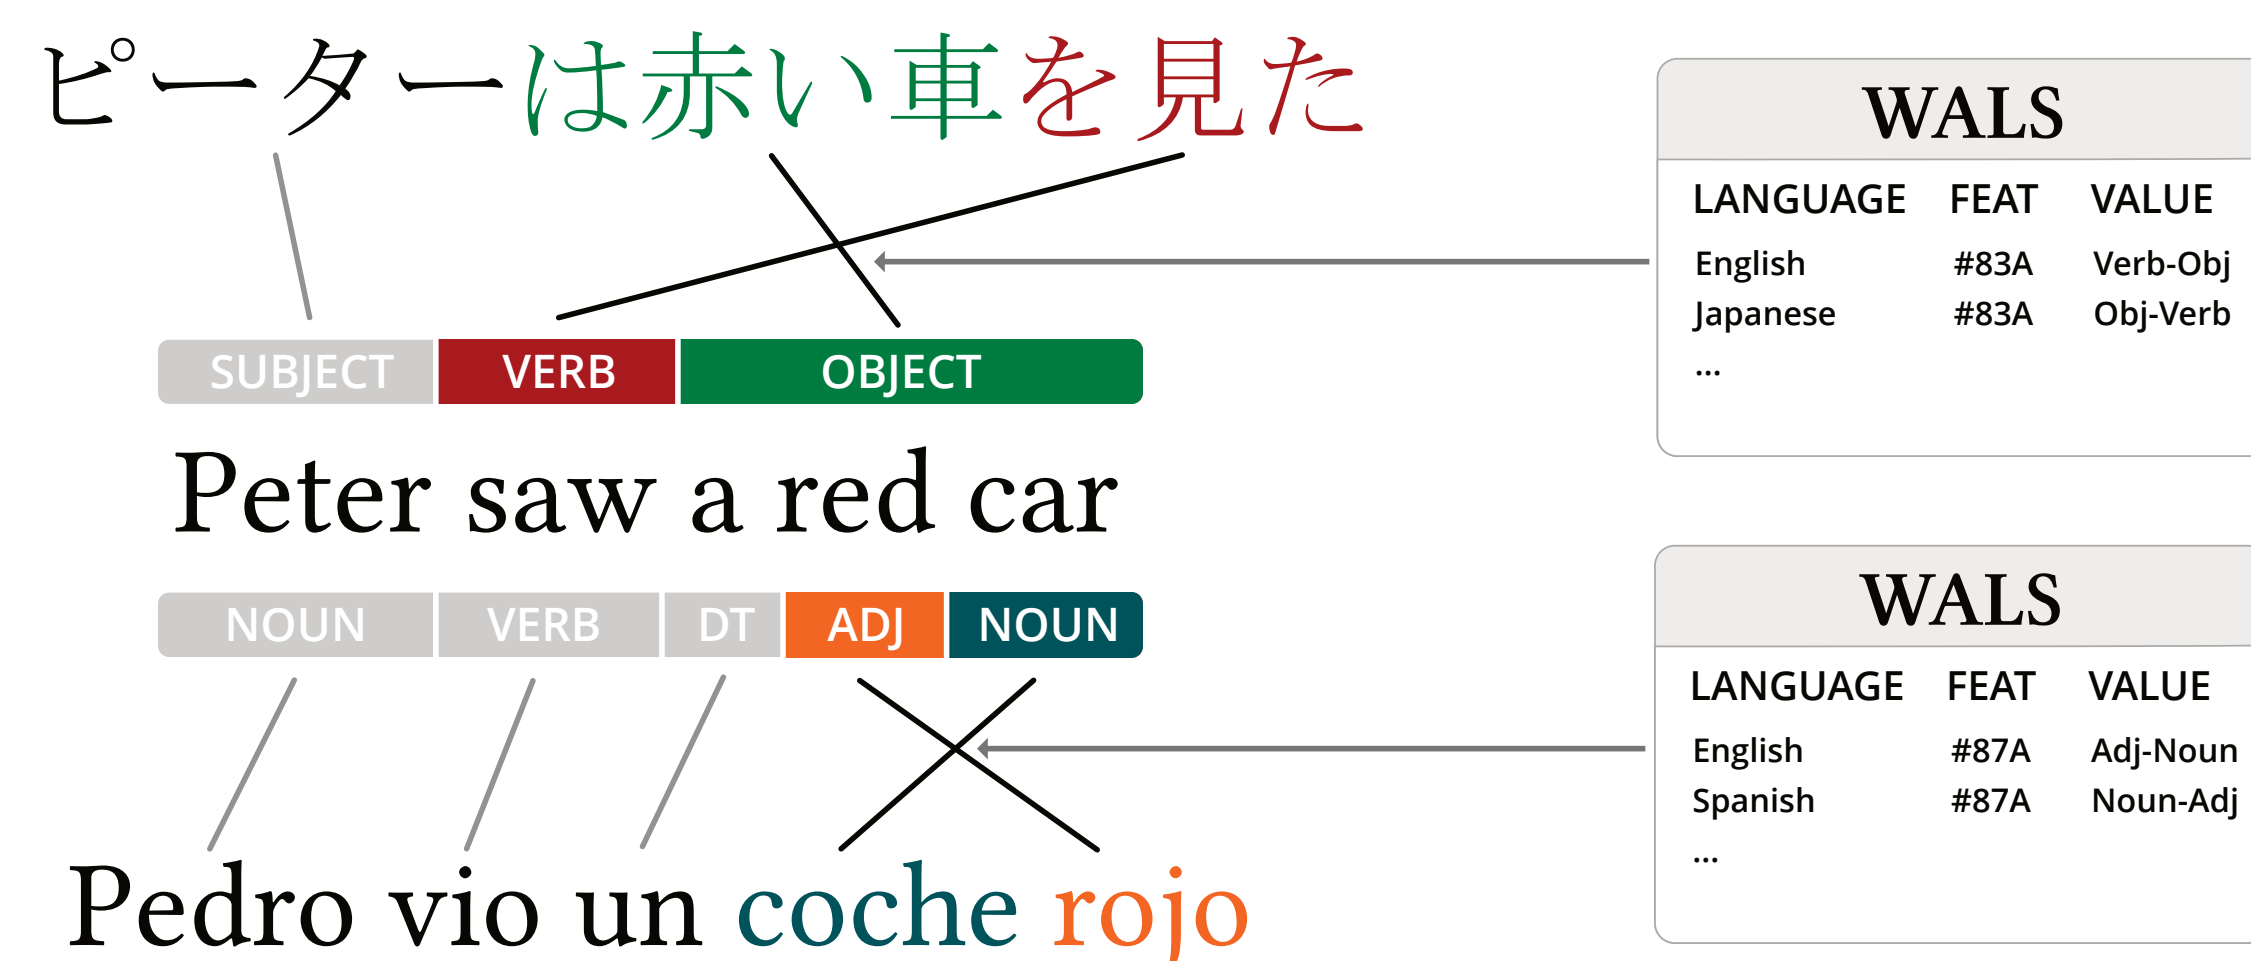 ピーターは赤い車を見た
SUBJECT VERB OBJECT
Peter saw a red car
NOUN VERB DT ADJ NOUN
Pedro vio un coche rojo
WALS
LANGUAGE FEAT VALUE
English #83A Verb-Obj
Japanese #83A Obj-Verb
...
WALS
LANGUAGE FEAT VALUE
English #87A Adj-Noun
Spanish #87A Noun-Adj
...